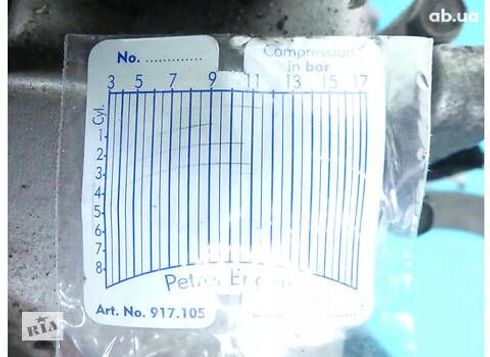 ab.ua
No. .............
Compression
in bar
3 5 7 9 11 13 15 17
Cyl.
1
2
3
4
5
6
7
8
Petrol
Art. No. 917.105
RIA